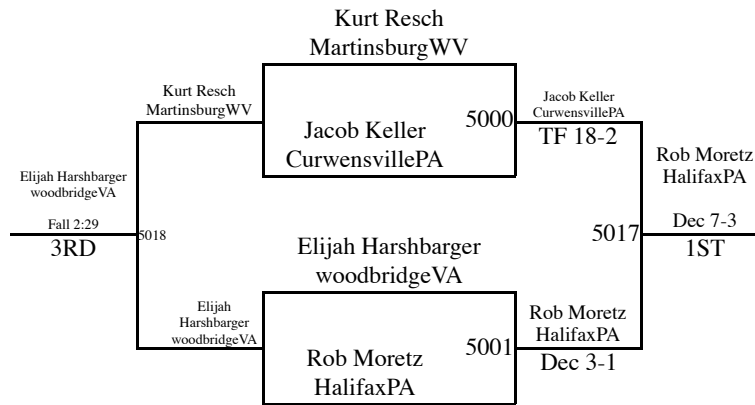 Kurt Resch
MartinsburgWV
Kurt Resch
MartinsburgWV
Jacob Keller
CurwensvillePA
5000
Jacob Keller
CurwensvillePA
TF 18-2
Elijah Harshbarger
woodbridgeVA
Fall 2:29
3RD
5018
Rob Moretz
HalifaxPA
Dec 7-3
1ST
5017
Elijah Harshbarger
woodbridgeVA
Elijah
Harshbarger
woodbridgeVA
Rob Moretz
HalifaxPA
5001
Rob Moretz
HalifaxPA
Dec 3-1